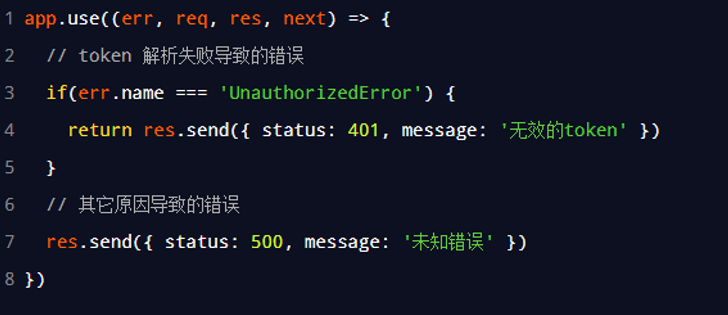 1 app.use((err, req, res, next) => {
2 // token 解析失败导致的错误
3 if(err.name === 'UnauthorizedError') {
4 return res.send({ status: 401, message: '无效的token' })
5 }
6 // 其它原因导致的错误
7 res.send({ status: 500, message: '未知错误' })
8 })